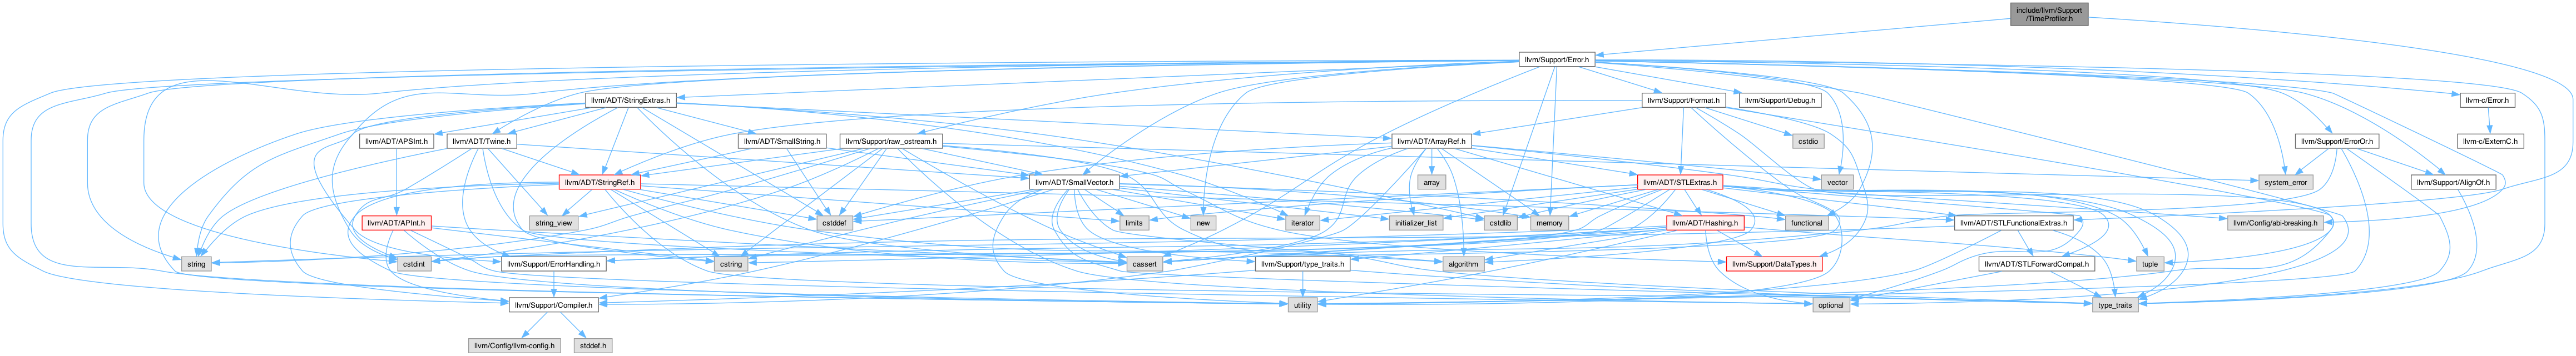 include/llvm/Support
/TimeProfiler.h
llvm/Support/Error.h
llvm/ADT/StringExtras.h
llvm/Support/Format.h
llvm/Support/Debug.h
llvm-c/Error.h
llvm/ADT/APSInt.h
llvm/ADT/Twine.h
llvm/ADT/SmallString.h
llvm/Support/raw_ostream.h
llvm/ADT/ArrayRef.h
cstdio
llvm/Support/ErrorOr.h
llvm-c/ExternC.h
llvm/ADT/StringRef.h
llvm/ADT/SmallVector.h
array
llvm/ADT/STLExtras.h
vector
system_error
llvm/Support/AlignOf.h
llvm/ADT/APInt.h
string_view
cstddef
limits
new
iterator
initializer_list
cstdlib
memory
llvm/ADT/Hashing.h
functional
llvm/ADT/STLFunctionalExtras.h
llvm/Config/abi-breaking.h
string
cstdint
llvm/Support/ErrorHandling.h
cstring
cassert
llvm/Support/type_traits.h
algorithm
llvm/Support/DataTypes.h
llvm/ADT/STLForwardCompat.h
tuple
llvm/Support/Compiler.h
utility
optional
type_traits
llvm/Config/llvm-config.h
stddef.h